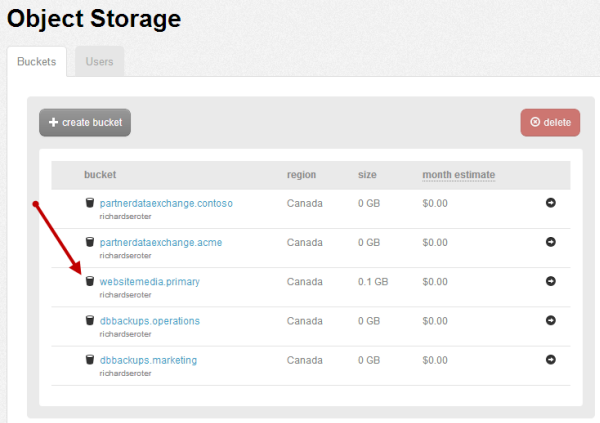 Object Storage
Buckets Users
create bucket delete
bucket region size month estimate
partnerdataexchange.contoso Canada 0 GB $0.00
richardseroter
partnerdataexchange.acme Canada 0 GB $0.00
richardseroter
websitemedia.primary Canada 0.1 GB $0.00
richardseroter
dbbackups.operations Canada 0 GB $0.00
richardseroter
dbbackups.marketing Canada 0 GB $0.00
richardseroter